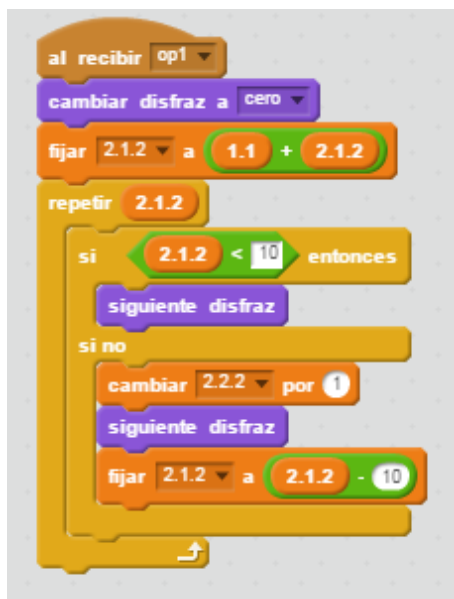 al recibir op1
cambiar disfraz a cero
fijar 2.1.2 a 1.1 + 2.1.2
repetir 2.1.2
si 2.1.2 < 10 entonces
siguiente disfraz
si no
cambiar 2.2.2 por 1
siguiente disfraz
fijar 2.1.2 a 2.1.2 - 10